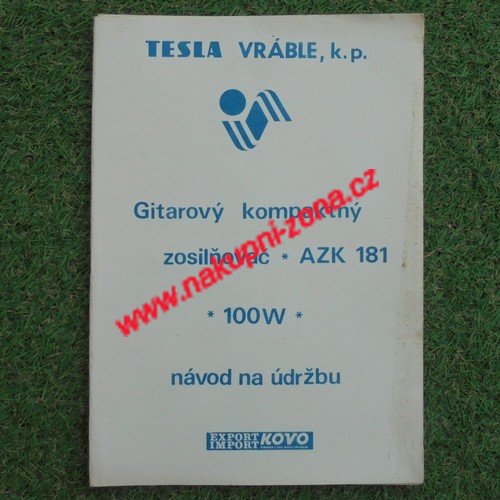 TESLA VRÁBLE, k.p.
Gitarový kompaktný
zosilňovač * AZK 181
* 100W *
návod na údržbu
EXPORT
IMPORT KOVO
www.nakupni-zona.cz